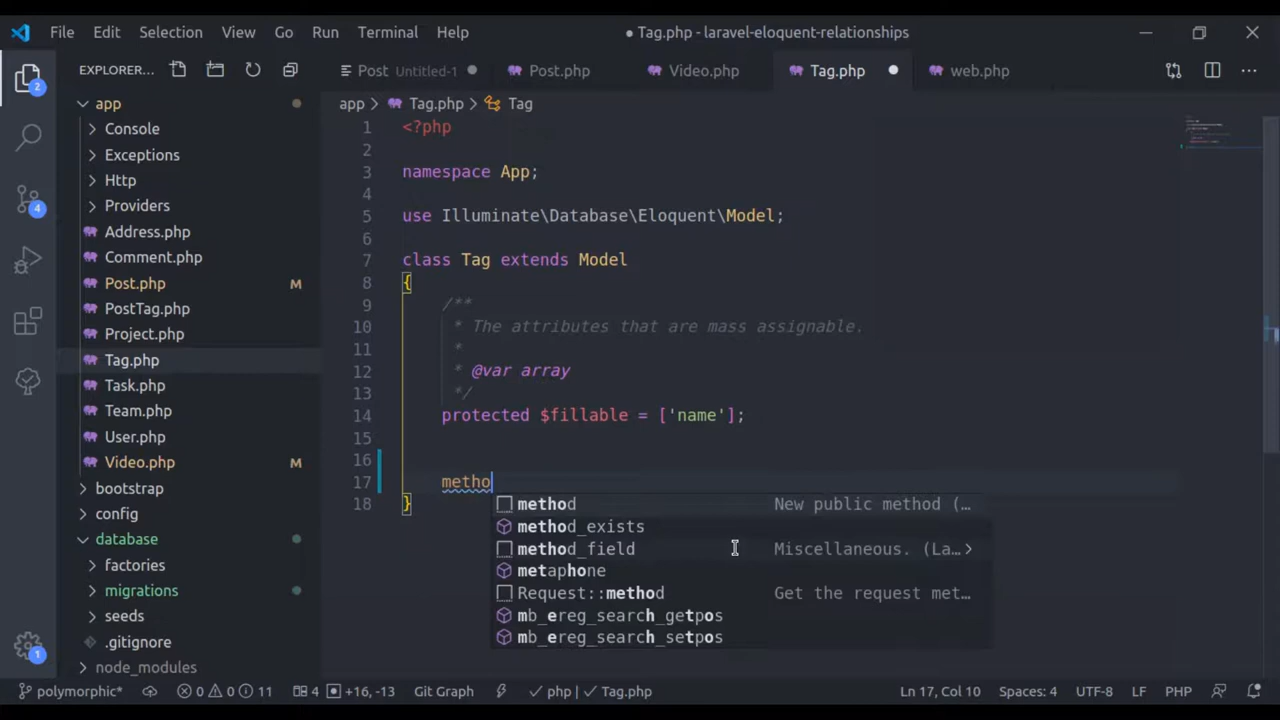 File Edit Selection View Go Run Terminal Help
● Tag.php - laravel-eloquent-relationships
EXPLORER...
Post Untitled-1
Post.php
Video.php
Tag.php
web.php
app > Tag.php > Tag
app
Console
Exceptions
Http
Providers
Address.php
Comment.php
Post.php M
PostTag.php
Project.php
Tag.php
Task.php
Team.php
User.php
Video.php M
bootstrap
config
database
factories
migrations
seeds
.gitignore
node_modules
2
4
1
1 <?php
2
3 namespace App;
4
5 use Illuminate\Database\Eloquent\Model;
6
7 class Tag extends Model
8 {
9 /**
10 * The attributes that are mass assignable.
11 *
12 * @var array
13 */
14 protected $fillable = ['name'];
15
16
17 metho
18 }
method New public method (…
method_exists
method_field Miscellaneous. (La… >
metaphone
Request::method Get the request met…
mb_ereg_search_getpos
mb_ereg_search_setpos
polymorphic* 0 0 11 4 +16, -13 Git Graph php | Tag.php Ln 17, Col 10 Spaces: 4 UTF-8 LF PHP